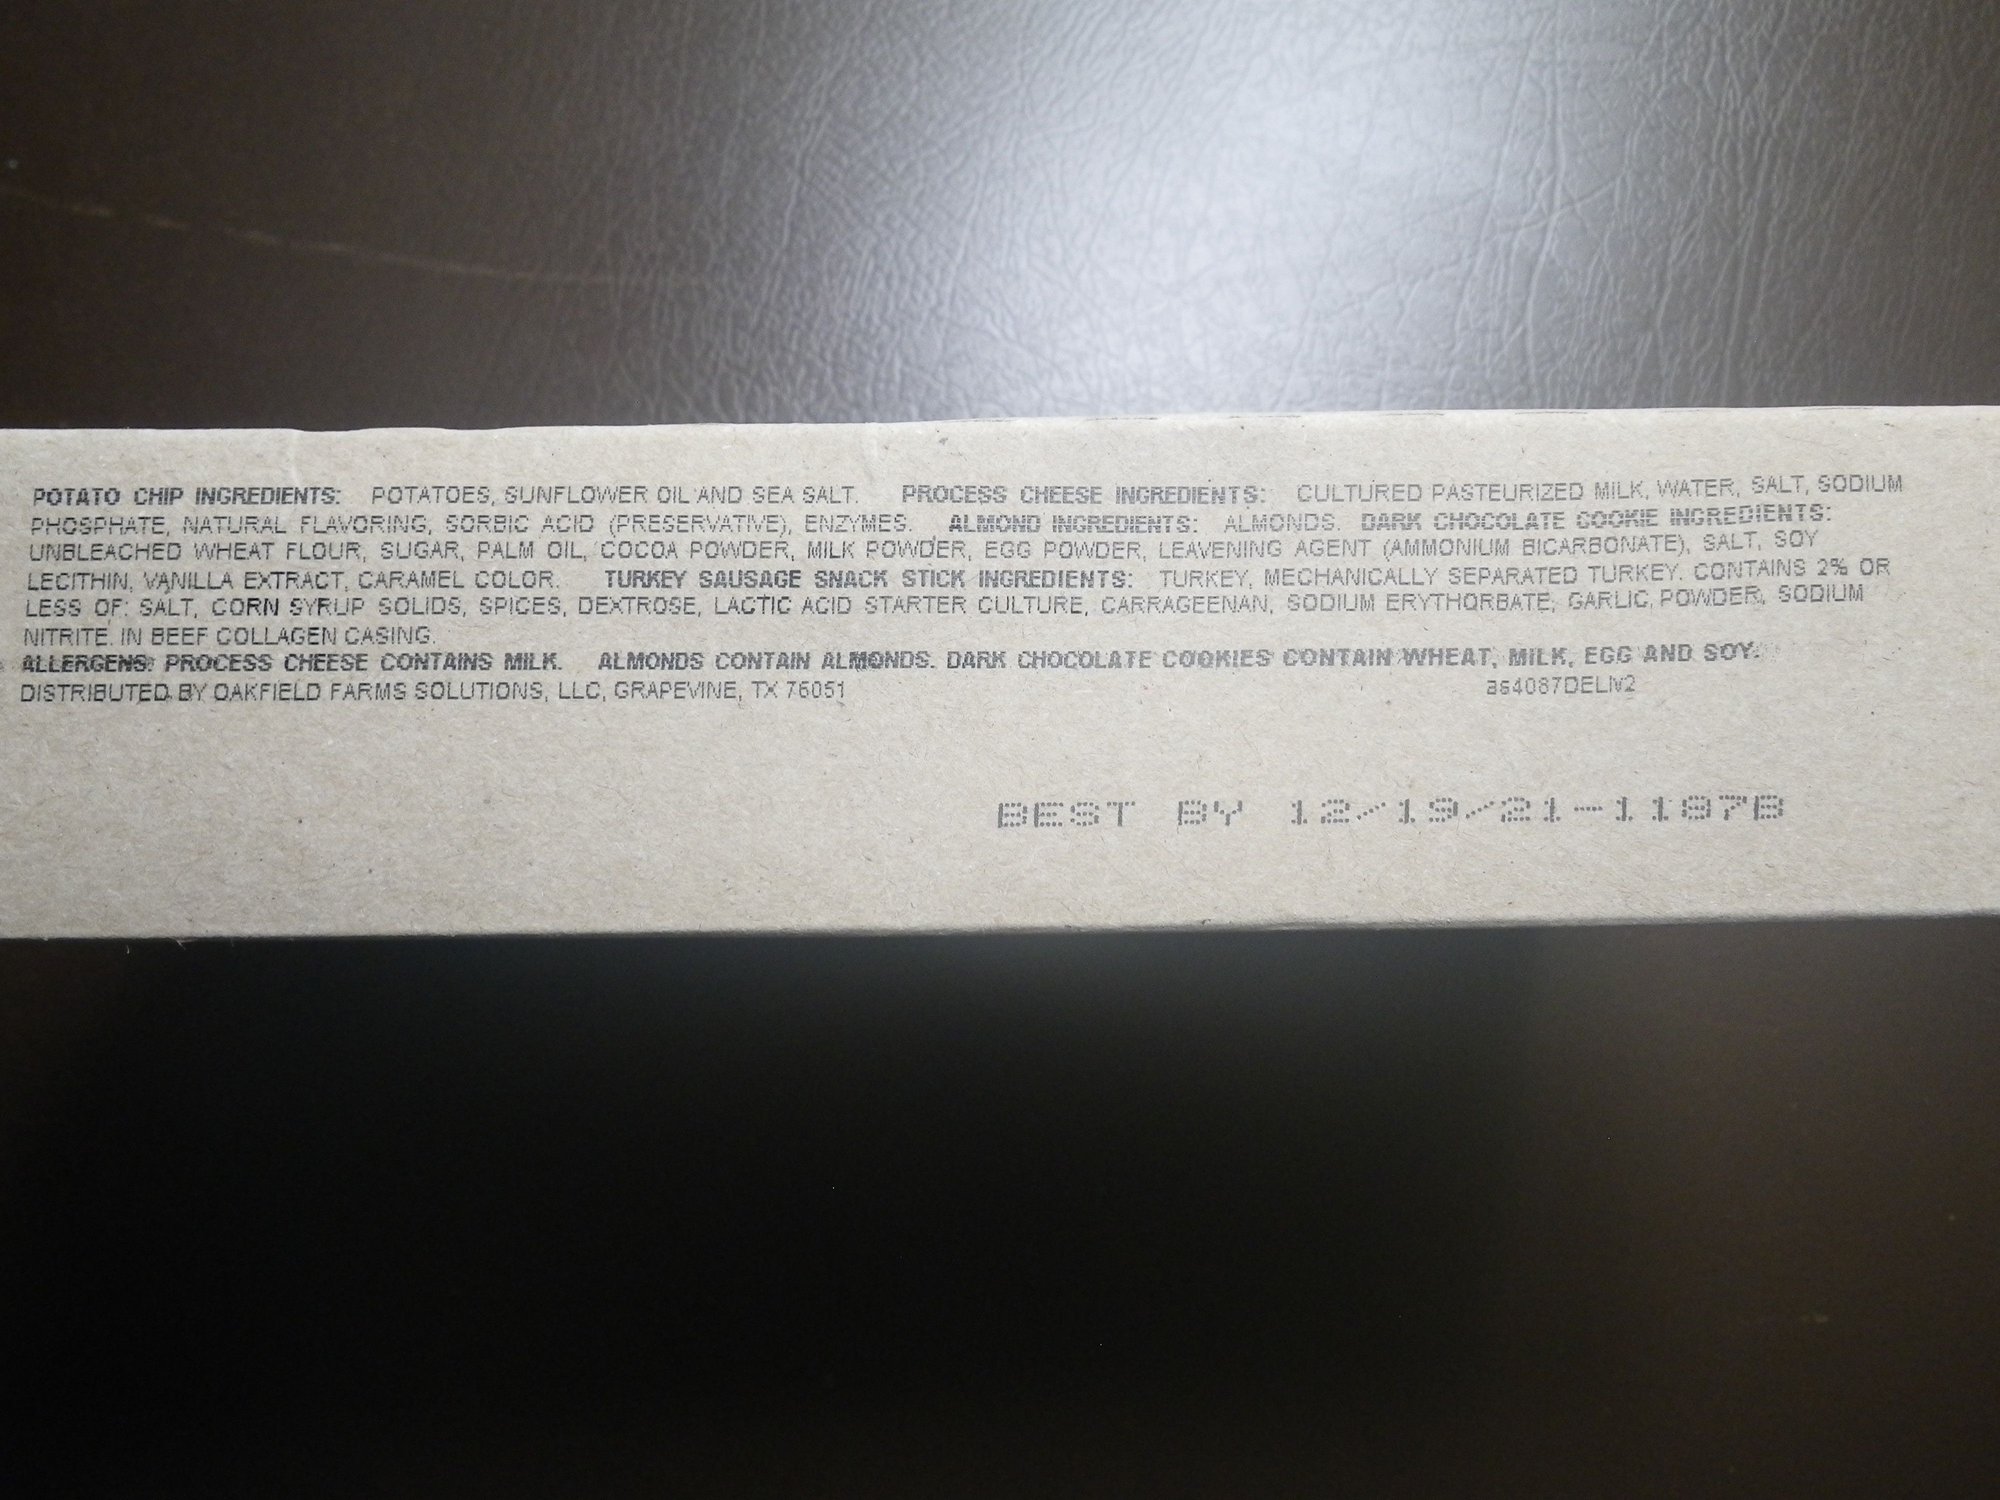 POTATO CHIP INGREDIENTS: POTATOES, SUNFLOWER OIL AND SEA SALT. PROCESS CHEESE INGREDIENTS: CULTURED PASTEURIZED MILK, WATER, SALT, SODIUM
PHOSPHATE, NATURAL FLAVORING, SORBIC ACID (PRESERVATIVE), ENZYMES. ALMOND INGREDIENTS: ALMONDS. DARK CHOCOLATE COOKIE INGREDIENTS:
UNBLEACHED WHEAT FLOUR, SUGAR, PALM OIL, COCOA POWDER, MILK POWDER, EGG POWDER, LEAVENING AGENT (AMMONIUM BICARBONATE), SALT, SOY
LECITHIN, VANILLA EXTRACT, CARAMEL COLOR. TURKEY SAUSAGE SNACK STICK INGREDIENTS: TURKEY, MECHANICALLY SEPARATED TURKEY. CONTAINS 2% OR
LESS OF: SALT, CORN SYRUP SOLIDS, SPICES, DEXTROSE, LACTIC ACID STARTER CULTURE, CARRAGEENAN, SODIUM ERYTHORBATE, GARLIC POWDER, SODIUM
NITRITE. IN BEEF COLLAGEN CASING.
ALLERGENS: PROCESS CHEESE CONTAINS MILK. ALMONDS CONTAIN ALMONDS. DARK CHOCOLATE COOKIES CONTAIN WHEAT, MILK, EGG AND SOY.
DISTRIBUTED BY OAKFIELD FARMS SOLUTIONS, LLC, GRAPEVINE, TX 76051 as4087DELIV2
BEST BY 12/19/21-1187B